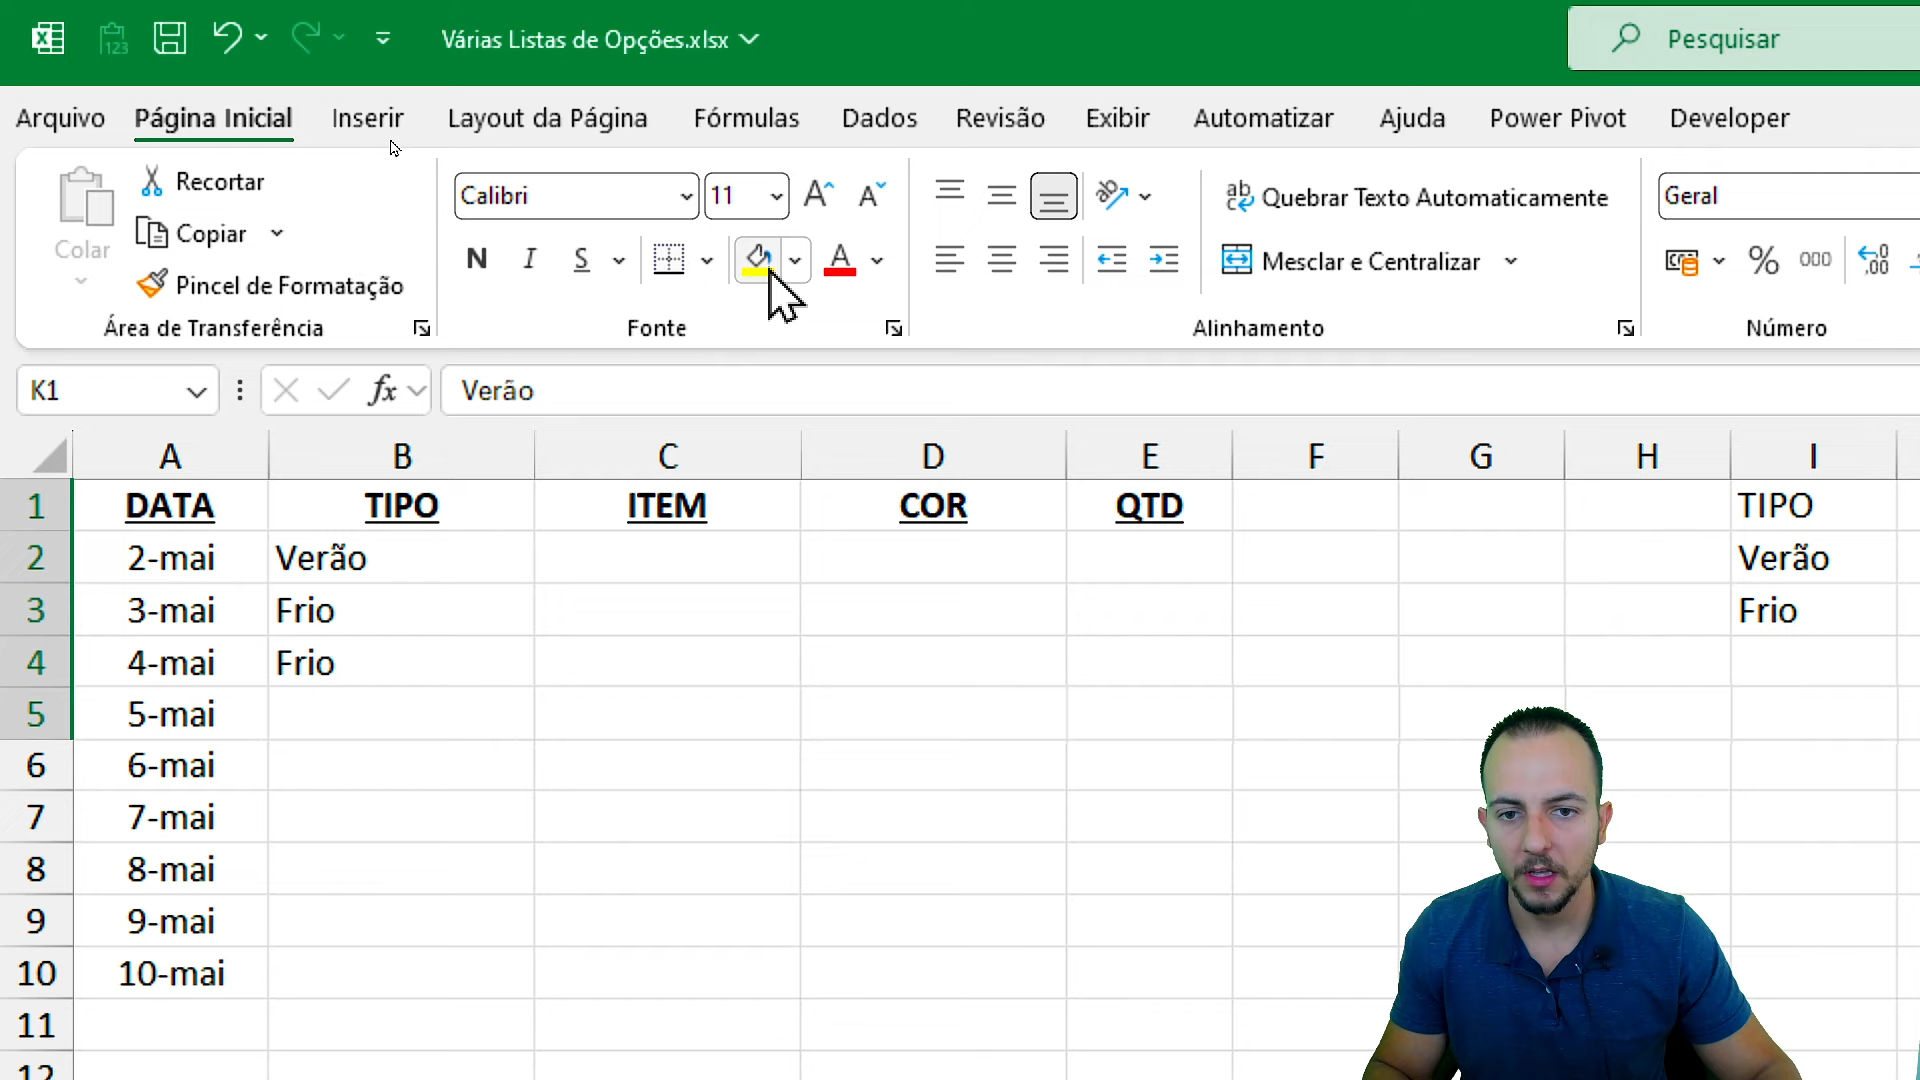 Várias Listas de Opções.xlsx
Pesquisar
Arquivo Página Inicial Inserir Layout da Página Fórmulas Dados Revisão Exibir Automatizar Ajuda Power Pivot Developer
Colar
Recortar
Copiar
Pincel de Formatação
Área de Transferência
Calibri 11
N I S
Fonte
Quebrar Texto Automaticamente
Mesclar e Centralizar
Alinhamento
Geral
% 000
Número
K1 fx Verão
A B C D E F G H I
1 DATA TIPO ITEM COR QTD TIPO
2 2-mai Verão Verão
3 3-mai Frio Frio
4 4-mai Frio
5 5-mai
6 6-mai
7 7-mai
8 8-mai
9 9-mai
10 10-mai
11
12